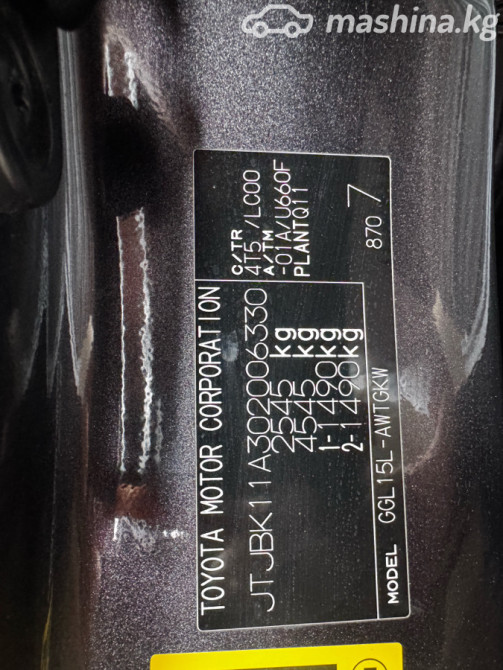 mashina.kg
TOYOTA MOTOR CORPORATION
JTJBK11A302006330
2545 kg
4545 kg
1-1490kg
2-1490kg
C/TR
4T5 /LC00
A/TM
-01A/U660F
PLANTQ11
MODEL GGL15L-AWTGKW
870 7